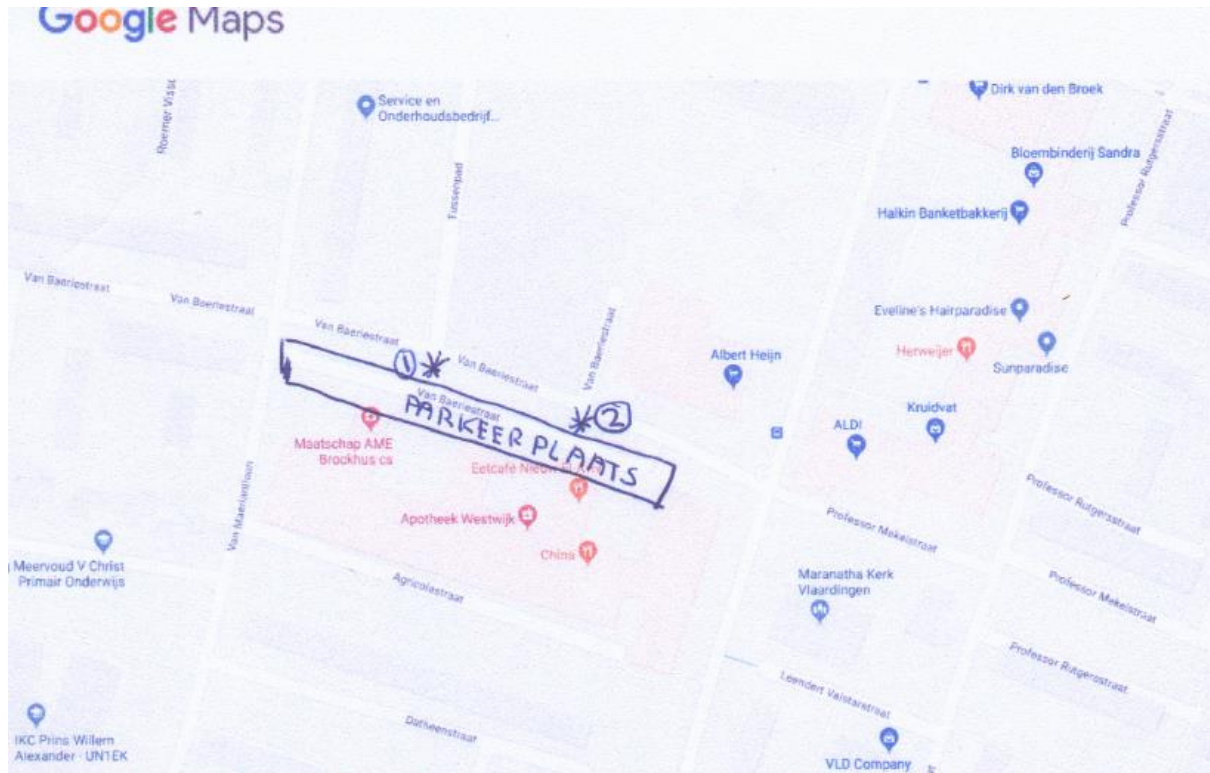 Google Maps
Dirk van den Broek
Service en
Onderhoudsbedrijf...
Roemer Viss
Professor Rutgersstraat
Bloembinderij Sandra
Tussenpad
Halkin Banketbakkerij
Van Baerlestraat
Van Baerlestraat
Eveline's Hairparadise
Van Baerlestraat
Van Baerlestraat
Herweijer
Sunparadise
Albert Heijn
1
Van Baerlestraat
Van Baerlestraat
PARKEER PLAATS
2
Kruidvat
ALDI
Maatschap AME
Brockhus cs
Eetcafé Nieuw
Professor Rutgersstraat
Van Maerlantlaan
Apotheek Westwijk
Professor Mekelstraat
China
Meervoud V Christ
Primair Onderwijs
Agricolastraat
Maranatha Kerk
Vlaardingen
Professor Mekelstraat
Professor Rutgersstraat
Leendert Valstarstraat
IKC Prins Willem
Alexander - UN1EK
Datheenstraat
VLD Company